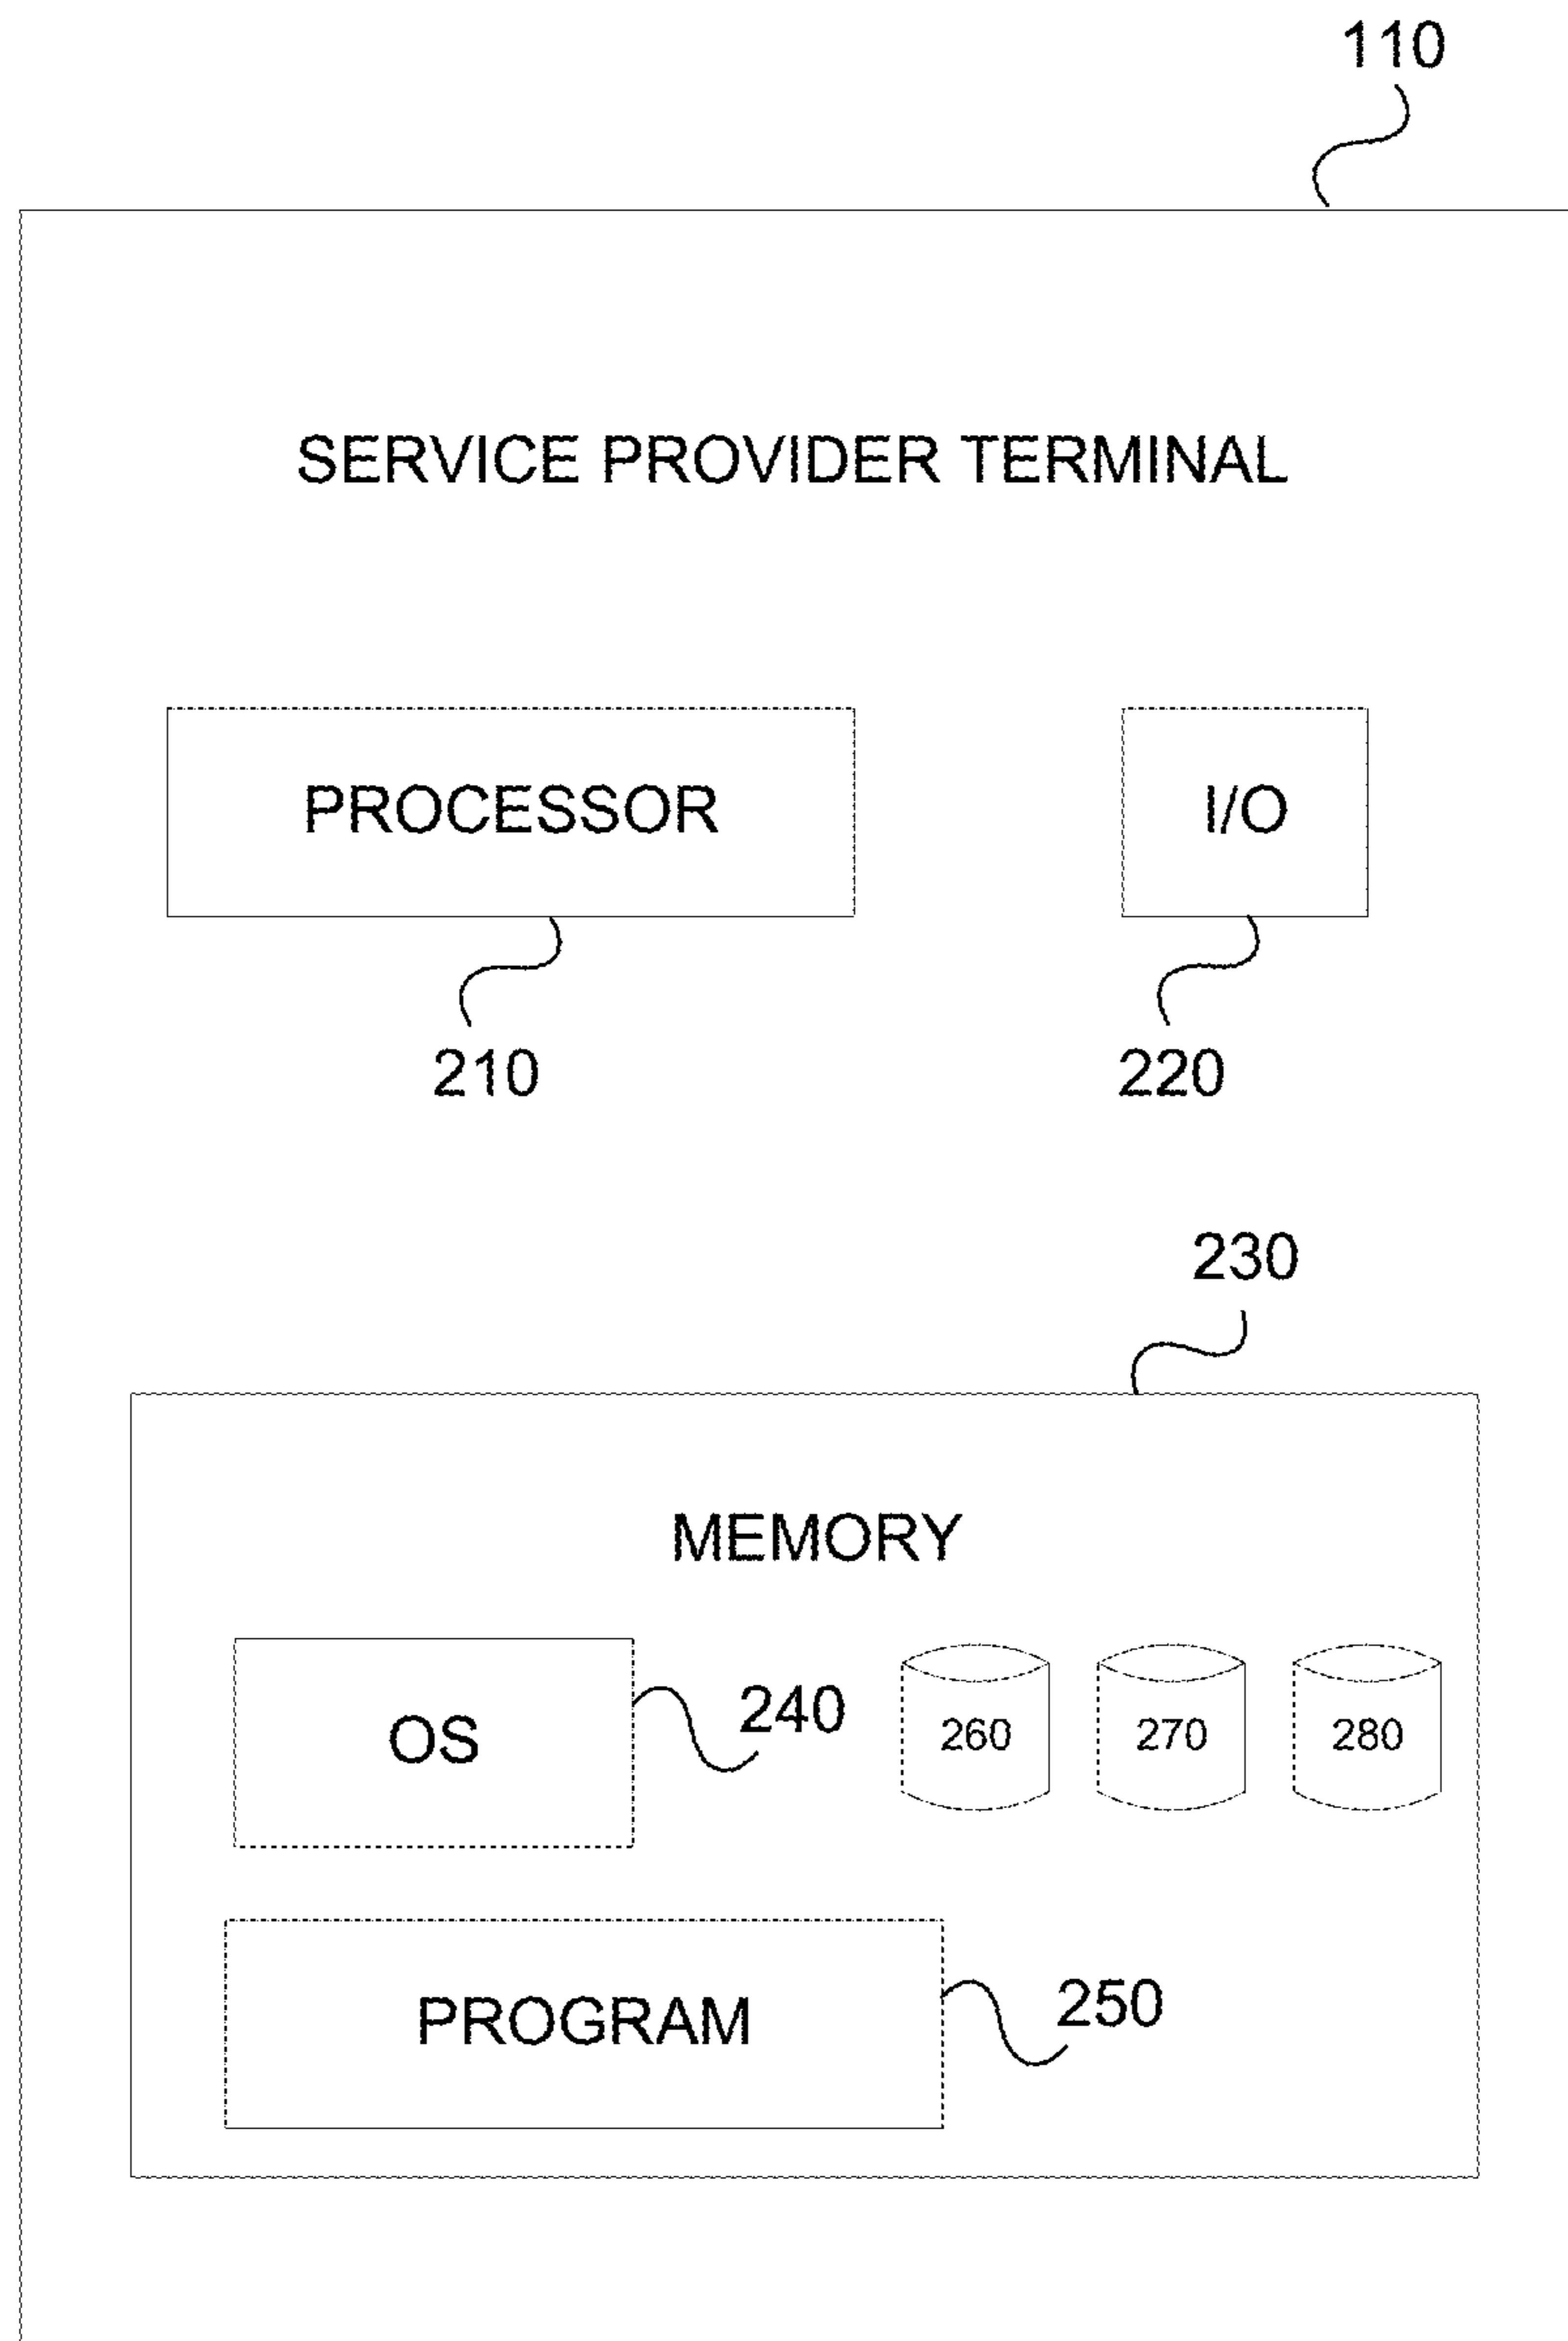 110
SERVICE PROVIDER TERMINAL
PROCESSOR
I/O
210
220
230
MEMORY
OS
240
260
270
280
PROGRAM
250